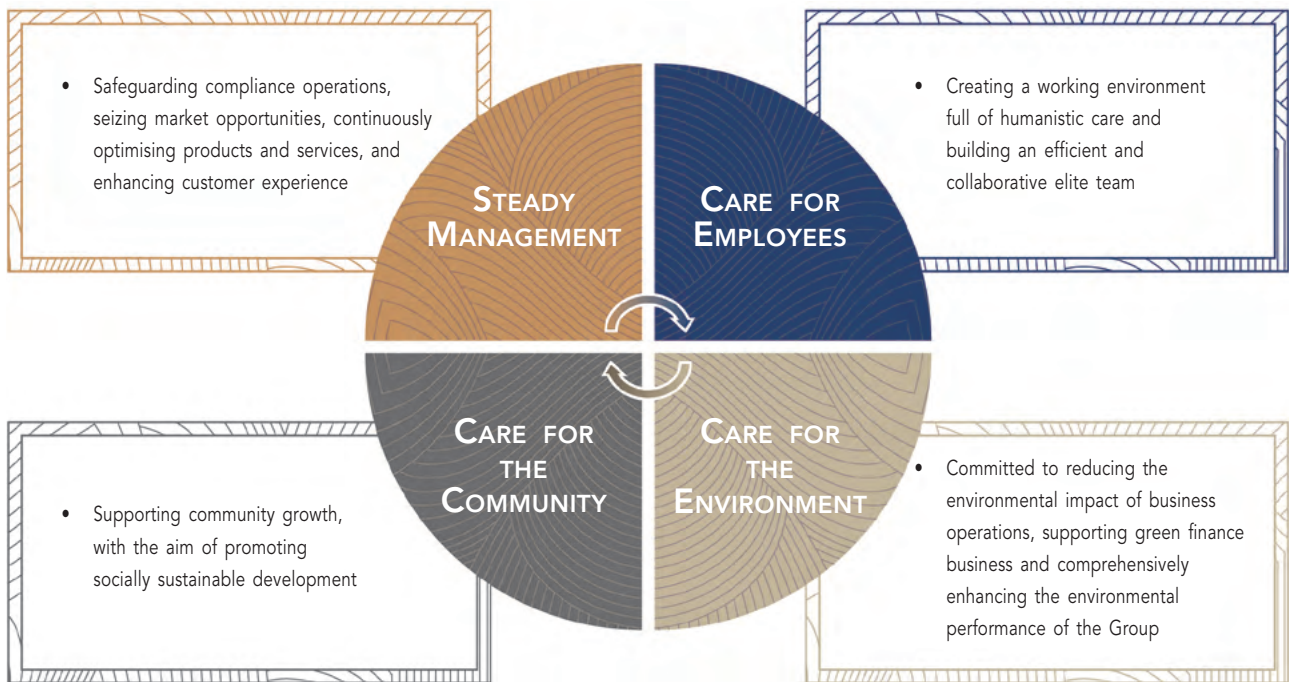 • Safeguarding compliance operations,
seizing market opportunities, continuously
optimising products and services, and
enhancing customer experience
STEADY
MANAGEMENT
CARE FOR
EMPLOYEES
• Creating a working environment
full of humanistic care and
building an efficient and
collaborative elite team
• Supporting community growth,
with the aim of promoting
socially sustainable development
CARE FOR
THE
COMMUNITY
CARE FOR
THE
ENVIRONMENT
• Committed to reducing the
environmental impact of business
operations, supporting green finance
business and comprehensively
enhancing the environmental
performance of the Group